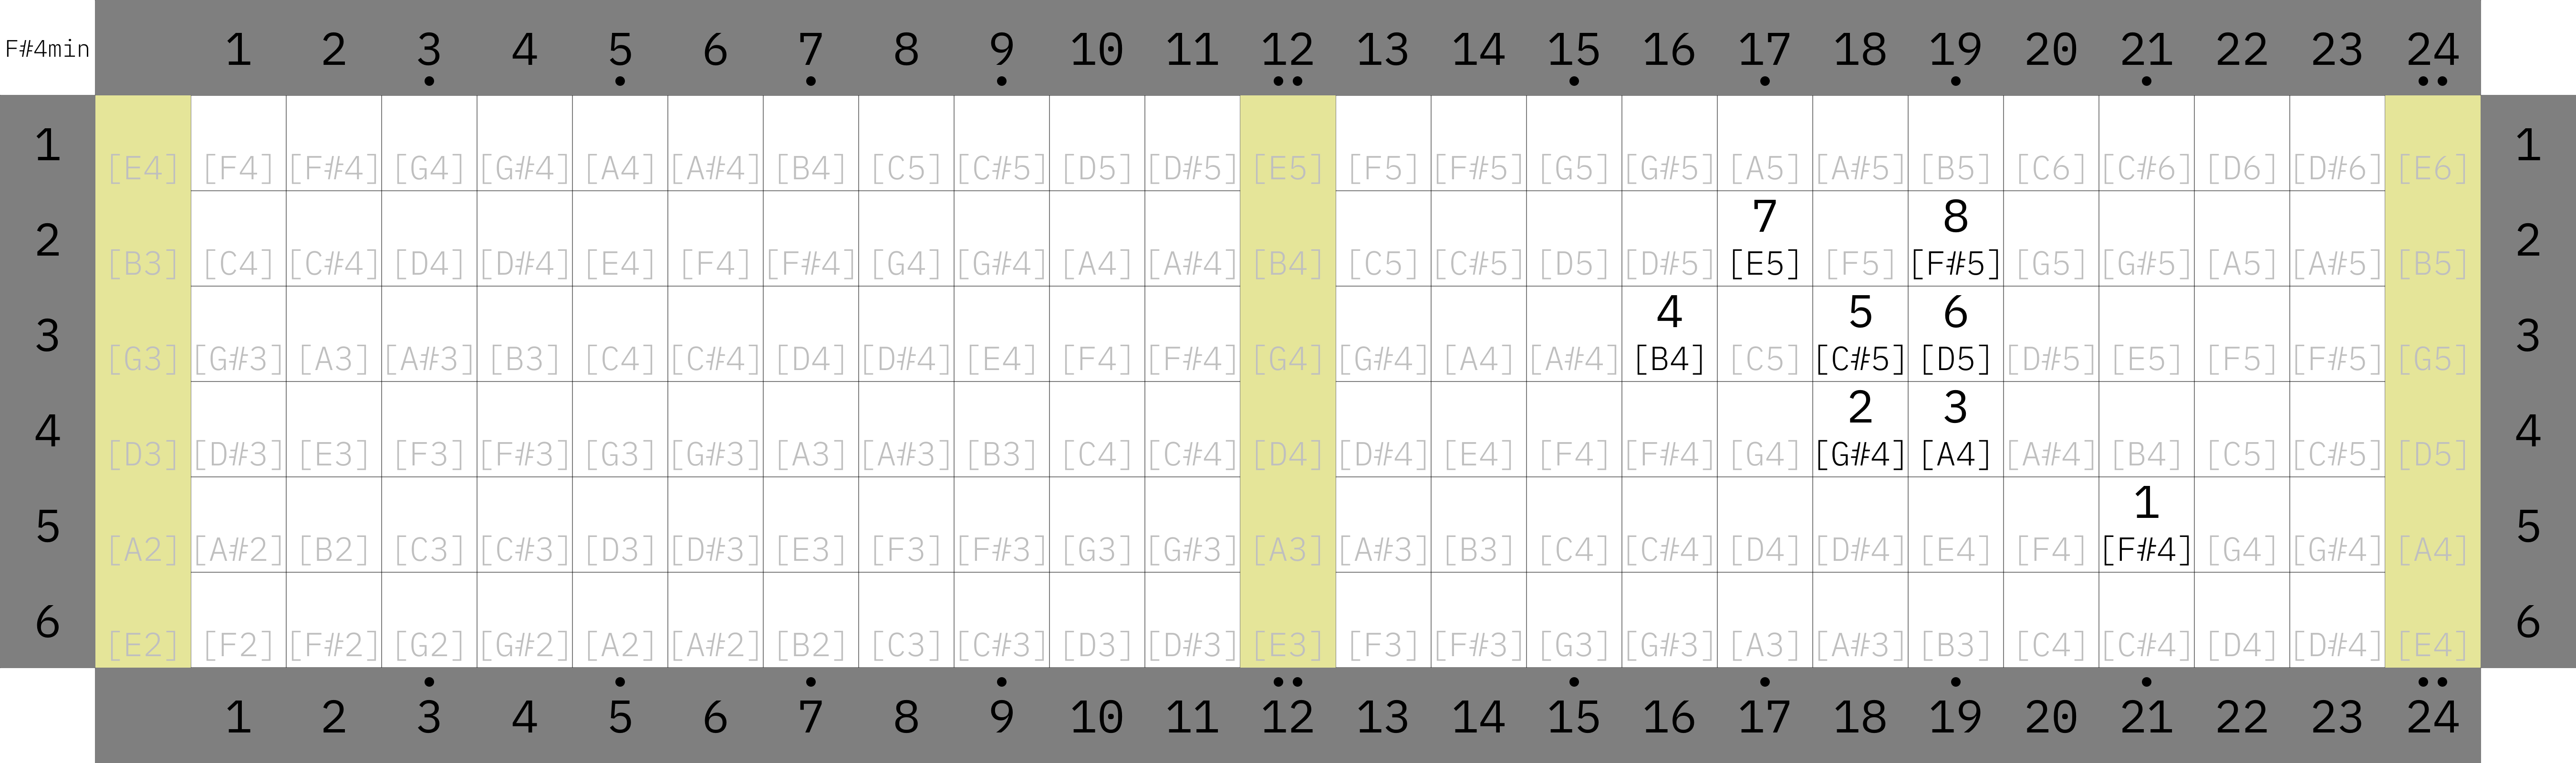 F#4min 1 2 3 4 5 6 7 8 9 10 11 12 13 14 15 16 17 18 19 20 21 22 23 24
1 [E4] [F4] [F#4] [G4] [G#4] [A4] [A#4] [B4] [C5] [C#5] [D5] [D#5] [E5] [F5] [F#5] [G5] [G#5] [A5] [A#5] [B5] [C6] [C#6] [D6] [D#6] [E6] 1
7 8
2 [B3] [C4] [C#4] [D4] [D#4] [E4] [F4] [F#4] [G4] [G#4] [A4] [A#4] [B4] [C5] [C#5] [D5] [D#5] [E5] [F5] [F#5] [G5] [G#5] [A5] [A#5] [B5] 2
4 5 6
3 [G3] [G#3] [A3] [A#3] [B3] [C4] [C#4] [D4] [D#4] [E4] [F4] [F#4] [G4] [G#4] [A4] [A#4] [B4] [C5] [C#5] [D5] [D#5] [E5] [F5] [F#5] [G5] 3
2 3
4 [D3] [D#3] [E3] [F3] [F#3] [G3] [G#3] [A3] [A#3] [B3] [C4] [C#4] [D4] [D#4] [E4] [F4] [F#4] [G4] [G#4] [A4] [A#4] [B4] [C5] [C#5] [D5] 4
1
5 [A2] [A#2] [B2] [C3] [C#3] [D3] [D#3] [E3] [F3] [F#3] [G3] [G#3] [A3] [A#3] [B3] [C4] [C#4] [D4] [D#4] [E4] [F4] [F#4] [G4] [G#4] [A4] 5
6 [E2] [F2] [F#2] [G2] [G#2] [A2] [A#2] [B2] [C3] [C#3] [D3] [D#3] [E3] [F3] [F#3] [G3] [G#3] [A3] [A#3] [B3] [C4] [C#4] [D4] [D#4] [E4] 6
1 2 3 4 5 6 7 8 9 10 11 12 13 14 15 16 17 18 19 20 21 22 23 24